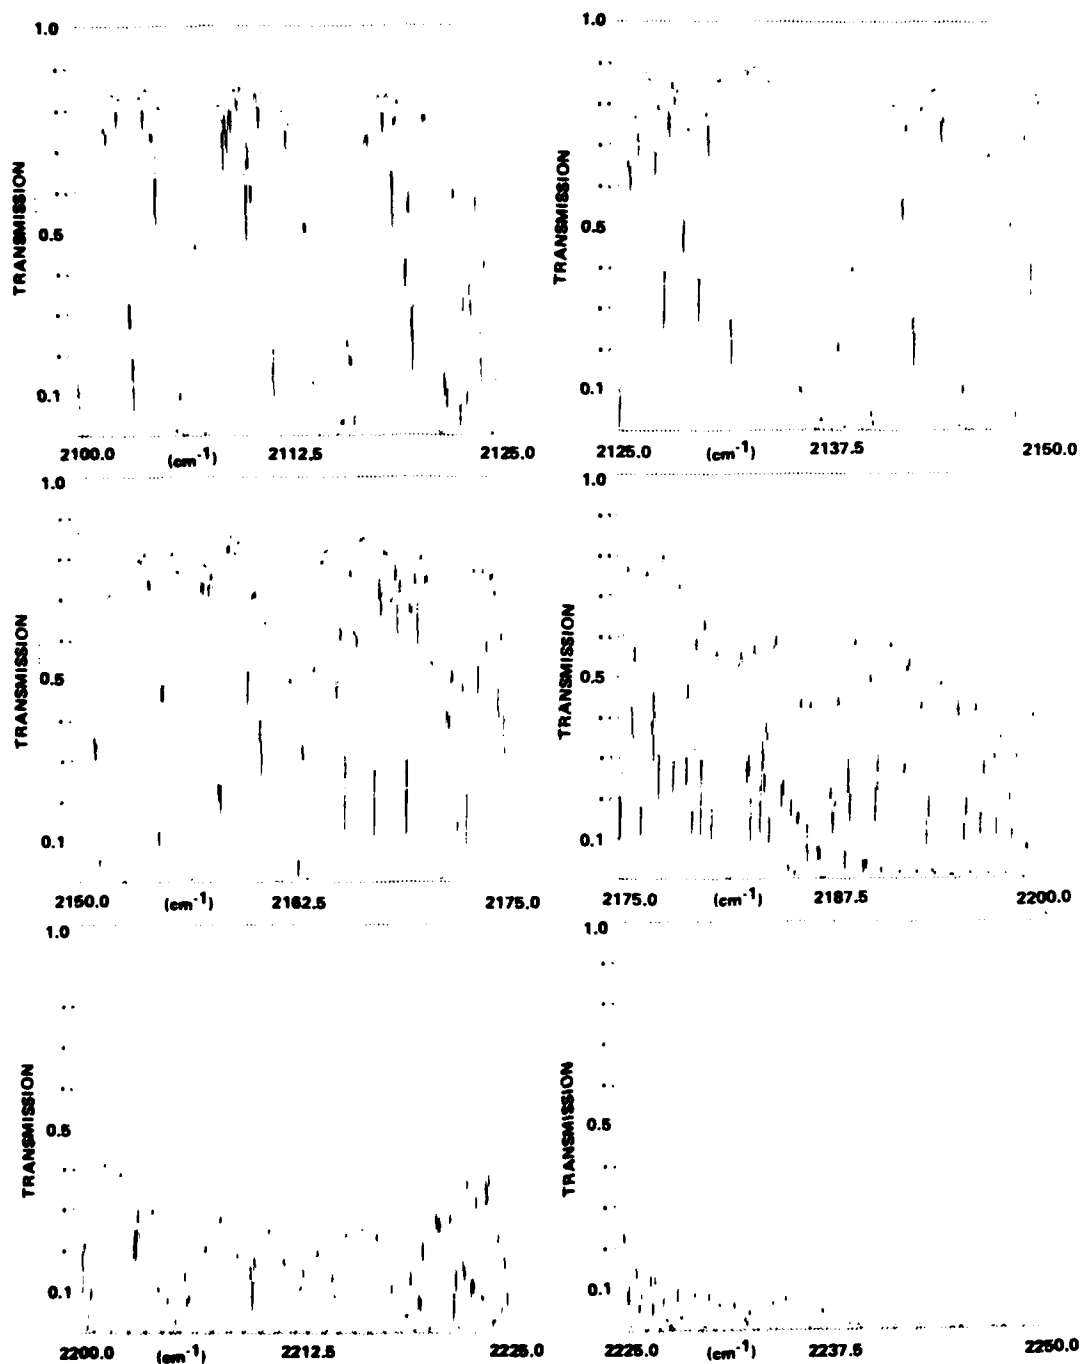 1.0
TRANSMISSION
0.5
0.1
2100.0 (cm-1) 2112.5 2125.0
1.0
TRANSMISSION
0.5
0.1
2125.0 (cm-1) 2137.5 2150.0
1.0
TRANSMISSION
0.5
0.1
2150.0 (cm-1) 2162.5 2175.0
1.0
TRANSMISSION
0.5
0.1
2175.0 (cm-1) 2187.5 2200.0
1.0
TRANSMISSION
0.5
0.1
2200.0 (cm-1) 2212.5 2225.0
1.0
TRANSMISSION
0.5
0.1
2225.0 (cm-1) 2237.5 2250.0